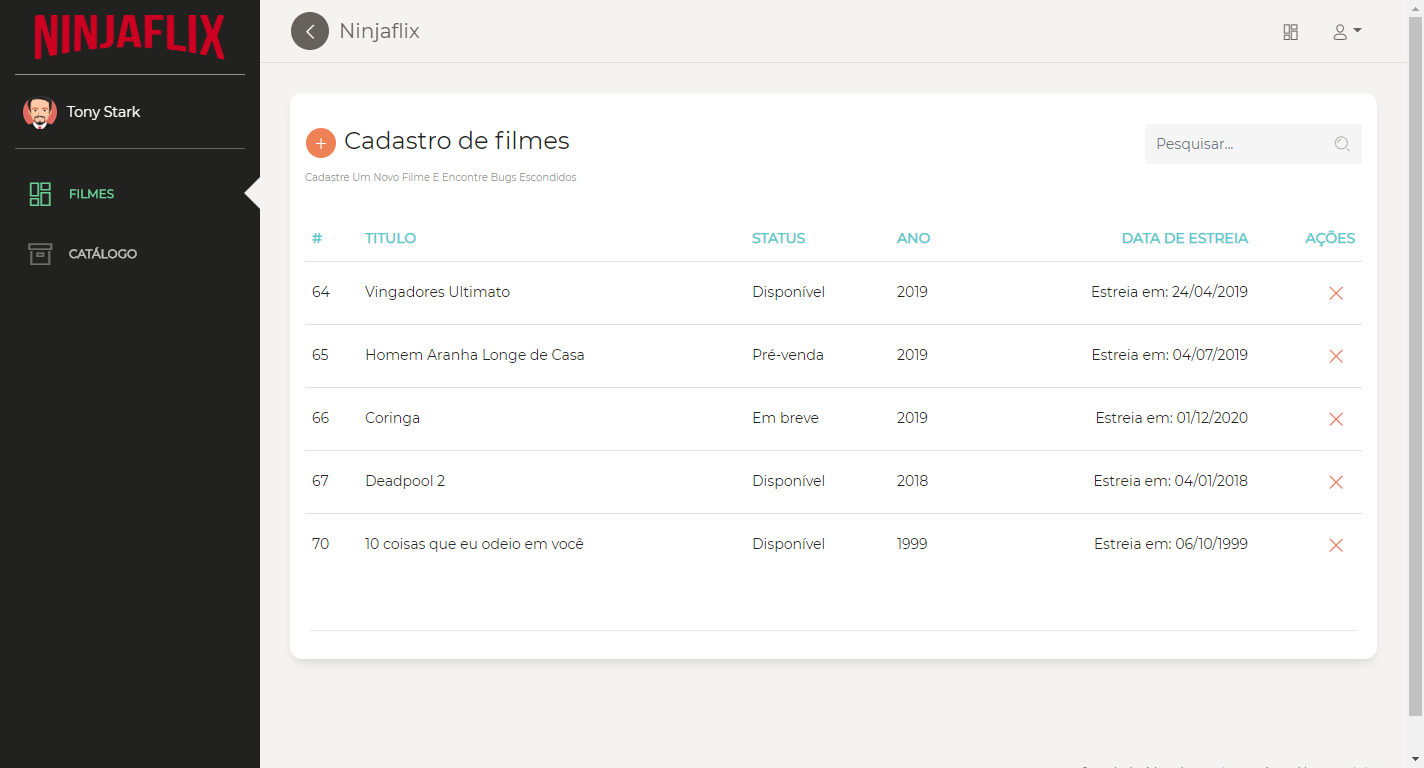 NINJAFLIX
Tony Stark
FILMES
CATÁLOGO
Ninjaflix
+ Cadastro de filmes
Pesquisar...
Cadastre Um Novo Filme E Encontre Bugs Escondidos
# TITULO STATUS ANO DATA DE ESTREIA AÇÕES
64 Vingadores Ultimato Disponível 2019 Estreia em: 24/04/2019
65 Homem Aranha Longe de Casa Pré-venda 2019 Estreia em: 04/07/2019
66 Coringa Em breve 2019 Estreia em: 01/12/2020
67 Deadpool 2 Disponível 2018 Estreia em: 04/01/2018
70 10 coisas que eu odeio em você Disponível 1999 Estreia em: 06/10/1999